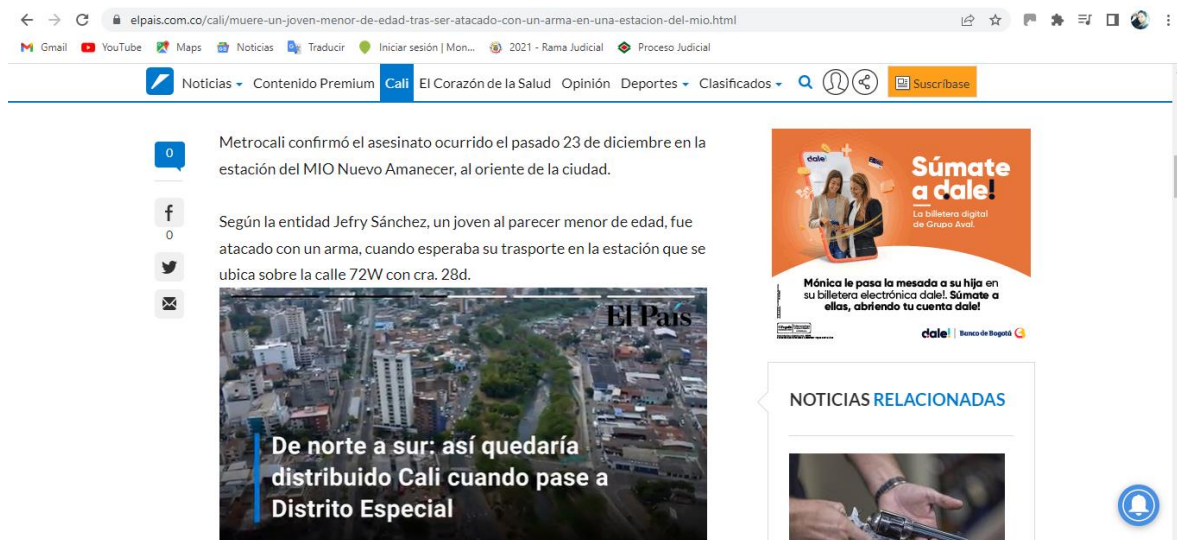 elpais.com.co/cali/muere-un-joven-menor-de-edad-tras-ser-atacado-con-un-arma-en-una-estacion-del-mio.html
Gmail YouTube Maps Noticias Traducir Iniciar sesión | Mon... 2021 - Rama Judicial Proceso Judicial
Noticias Contenido Premium Cali El Corazón de la Salud Opinión Deportes Clasificados Suscríbase
0
Metrocali confirmó el asesinato ocurrido el pasado 23 de diciembre en la
estación del MIO Nuevo Amanecer, al oriente de la ciudad.
0
Según la entidad Jefry Sánchez, un joven al parecer menor de edad, fue
atacado con un arma, cuando esperaba su trasporte en la estación que se
ubica sobre la calle 72W con cra. 28d.
El País
De norte a sur: así quedaría
distribuido Cali cuando pase a
Distrito Especial
dale!
Súmate
a dale!
La billetera digital
de Grupo Aval.
Mónica le pasa la mesada a su hija en
su billetera electrónica dale!. Súmate a
ellas, abriendo tu cuenta dale!
dale! | Banco de Bogotá
NOTICIAS RELACIONADAS